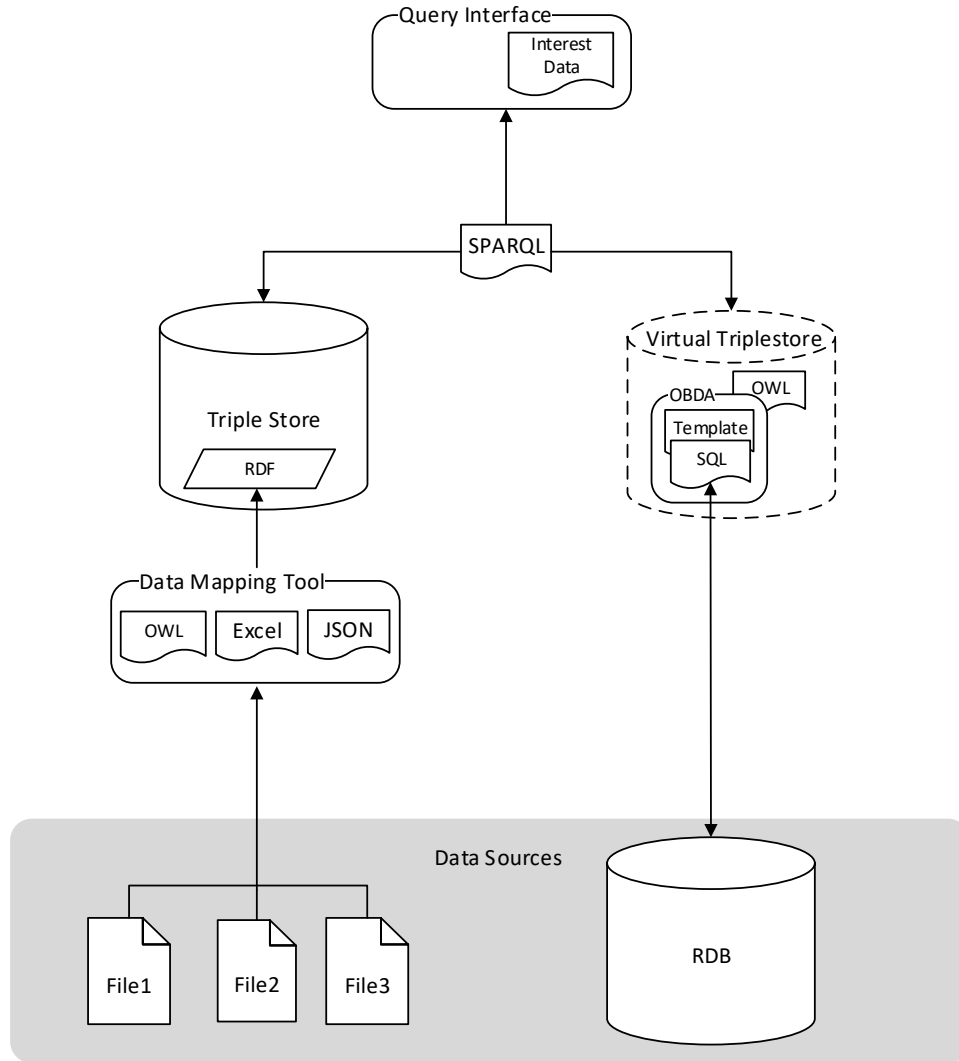 Query Interface
Interest
Data
SPARQL
Virtual Triplestore
OWL
OBDA
Template
SQL
Triple Store
RDF
Data Mapping Tool
OWL
Excel
JSON
Data Sources
File1
File2
File3
RDB